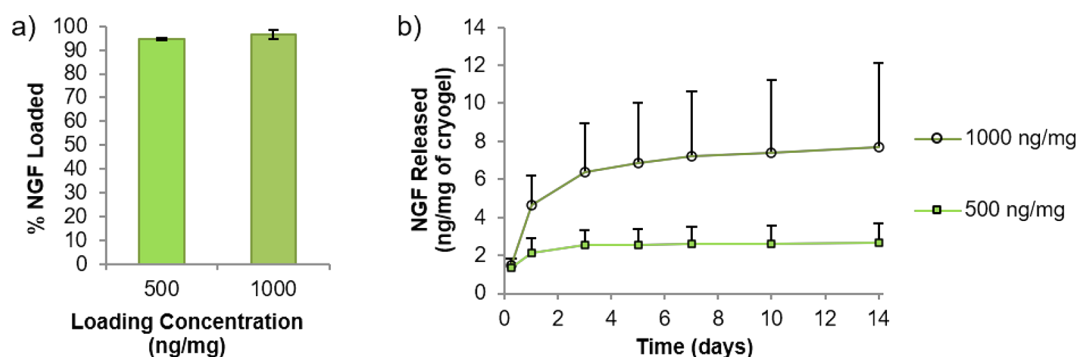 a)
100
90
80
70
60
50
40
30
20
10
0
% NGF Loaded
500 1000
Loading Concentration
(ng/mg)
b)
14
12
10
8
6
4
2
0
NGF Released
(ng/mg of cryogel)
0 2 4 6 8 10 12 14
Time (days)
1000 ng/mg
500 ng/mg